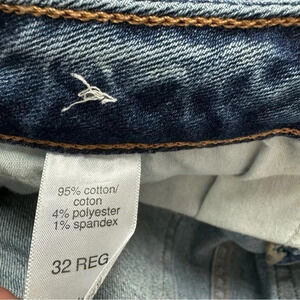 95% cotton/
coton
4% polyester
1% spandex
32 REG